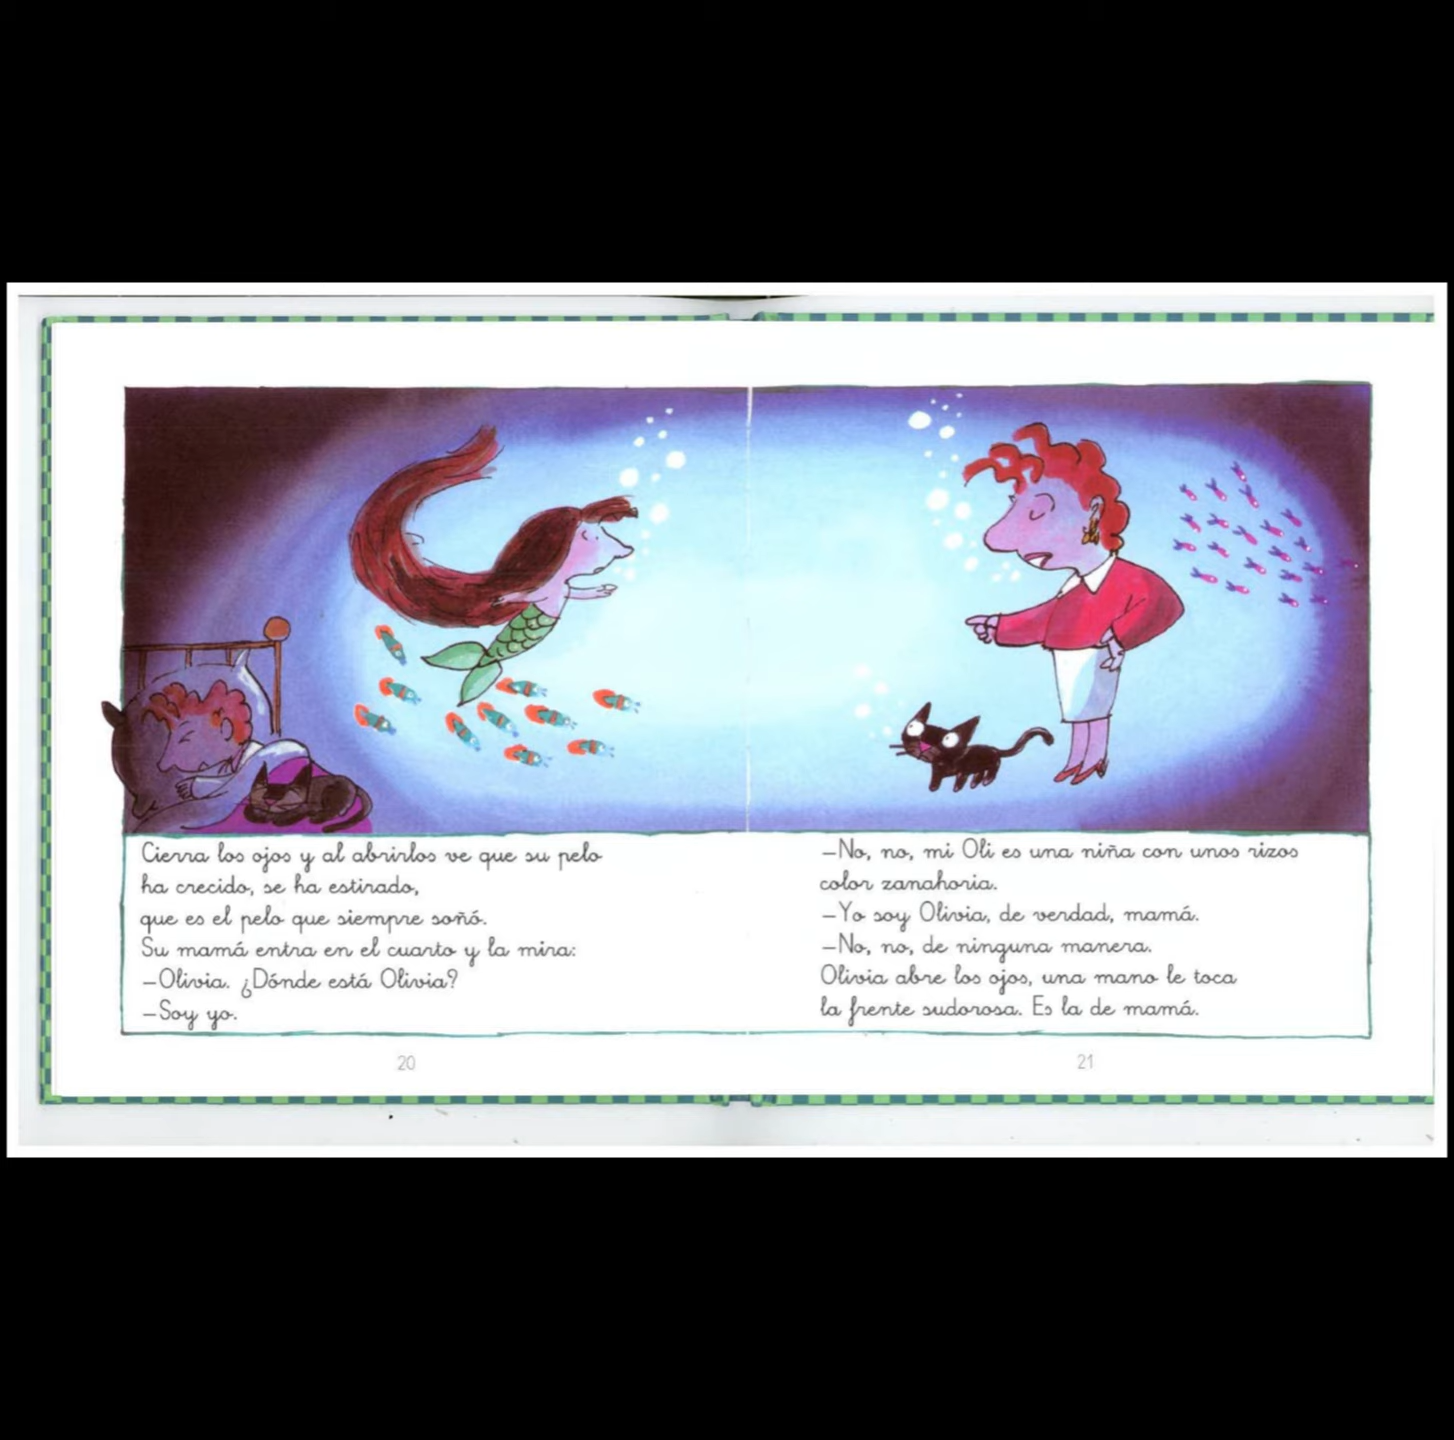 Cierra los ojos y al abrirlos ve que su pelo
ha crecido, se ha estirado,
que es el pelo que siempre soñó.
Su mamá entra en el cuarto y la mira:
–Olivia. ¿Dónde está Olivia?
–Soy yo.
20
–No, no, mi Oli es una niña con unos rizos
color zanahoria.
–Yo soy Olivia, de verdad, mamá.
–No, no, de ninguna manera.
Olivia abre los ojos, una mano le toca
la frente sudorosa. Es la de mamá.
21